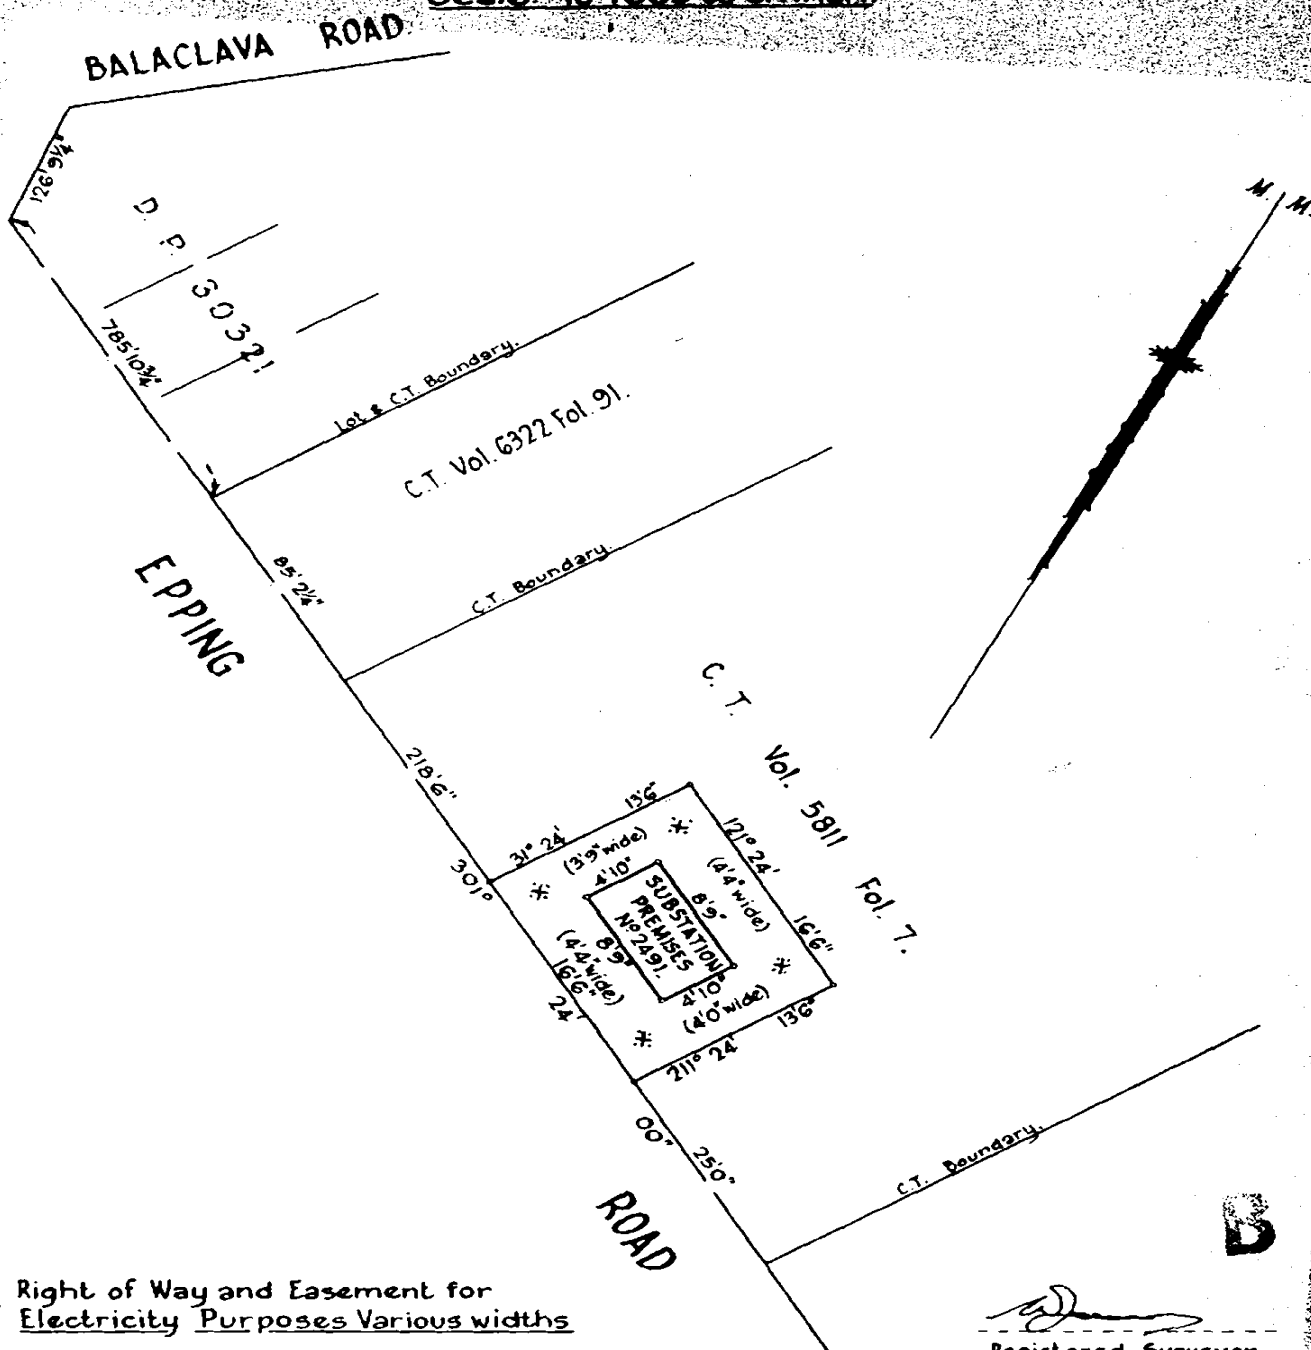 BALACLAVA ROAD.
126' 9¼"
M. M.
D. P. 30321
785' 10¾"
Lot & C.T. Boundary.
C.T. Vol. 6322 Fol. 91.
EPPING
85' 2¼"
C.T. Boundary.
C. T. Vol. 5811 Fol. 7.
218' 6"
13' 6"
31° 24'
(3'9" wide)
4'10"
121° 24'
(4'4" wide)
301°
SUBSTATION
PREMISES
Nº 2491.
8'9"
8'9"
16'6"
(4'4" wide)
16'6"
24'
4'10"
(4'0" wide)
13'6"
211° 24'
00"
25'0"
C.T. Boundary.
ROAD
B
Right of Way and Easement for
Electricity Purposes Various widths
Registered Surveyor